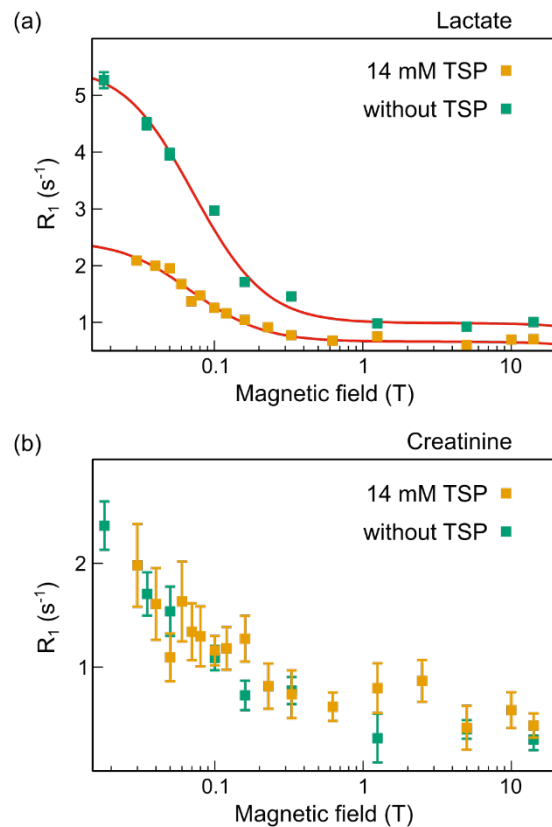 (a)
Lactate
14 mM TSP
without TSP
5
4
3
2
1
R₁ (s⁻¹)
0.1
1
10
Magnetic field (T)
(b)
Creatinine
14 mM TSP
without TSP
2
1
R₁ (s⁻¹)
0.1
1
10
Magnetic field (T)